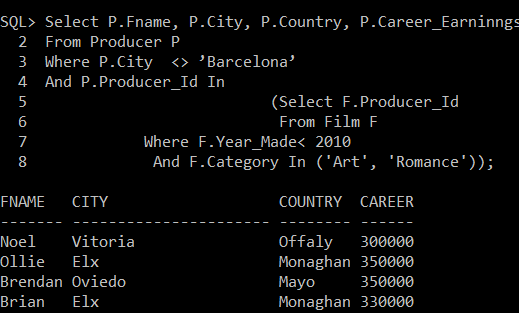 SQL> Select P.Fname, P.City, P.Country, P.Career_Earinnngs
2 From Producer P
3 Where P.City <> ’Barcelona’
4 And P.Producer_Id In
5 (Select F.Producer_Id
6 From Film F
7 Where F.Year_Made< 2010
8 And F.Category In ('Art', 'Romance'));
FNAME CITY COUNTRY CAREER
------- ---------------------- -------- ------
Noel Vitoria Offaly 300000
Ollie Elx Monaghan 350000
Brendan Oviedo Mayo 350000
Brian Elx Monaghan 330000